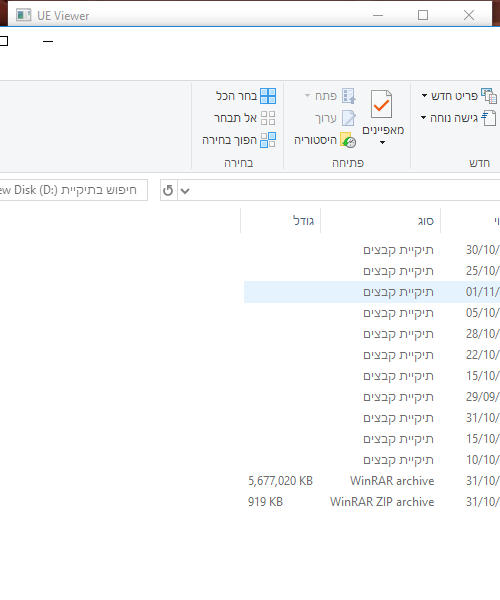 UE Viewer
פריט חדש
גישה נוחה
חדש
מאפיינים
פתח
ערוך
היסטוריה
פתיחה
בחר הכל
אל תבחר
הפוך בחירה
בחירה
חיפוש בתיקיית ew Disk (D:)
סוג גודל
30/10/ תיקיית קבצים
25/10/ תיקיית קבצים
01/11/ תיקיית קבצים
05/10/ תיקיית קבצים
28/10/ תיקיית קבצים
22/10/ תיקיית קבצים
15/10/ תיקיית קבצים
29/09/ תיקיית קבצים
31/10/ תיקיית קבצים
15/10/ תיקיית קבצים
10/10/ תיקיית קבצים
31/10/ WinRAR archive 5,677,020 KB
31/10/ WinRAR ZIP archive 919 KB